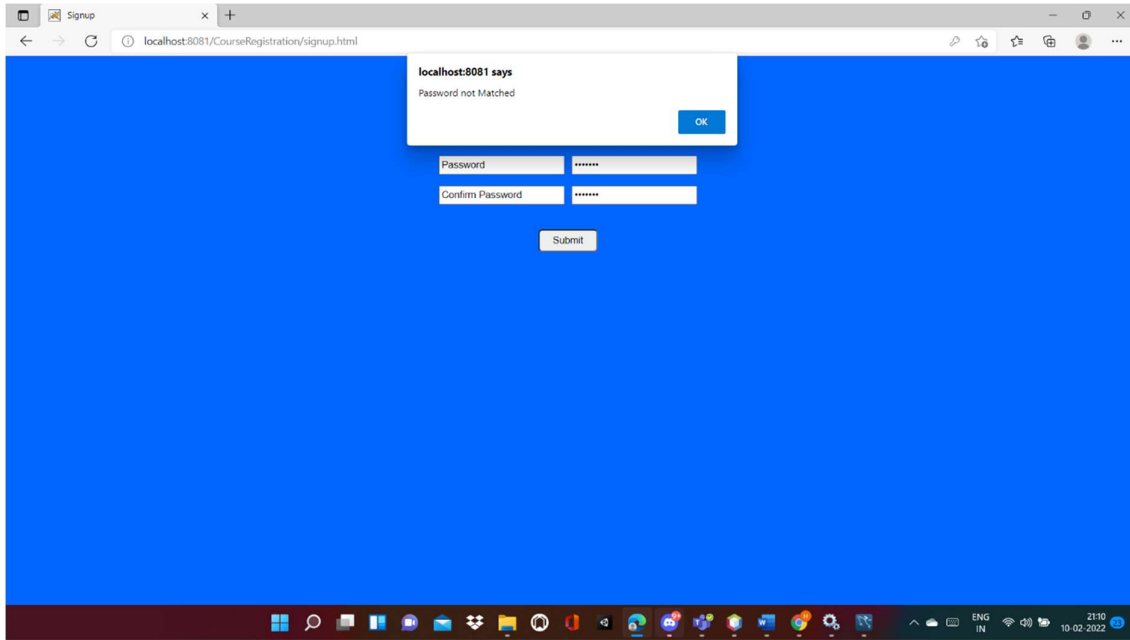 Signup
localhost:8081/CourseRegistration/signup.html
localhost:8081 says
Password not Matched
OK
Password •••••••
Confirm Password •••••••
Submit
ENG
IN
21:10
10-02-2022